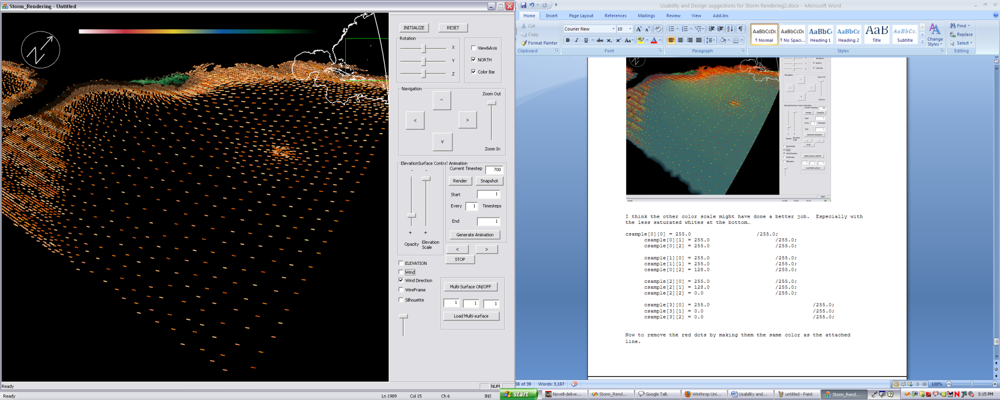 Storm_Rendering - Untitled
INITIALIZE
RESET
Rotation
X
Y
Z
View&Axis
NORTH
Color Bar
Navigation
Zoom Out
^
<
>
v
Zoom In
ElevationSurface Contrl
Animation
Current Timestep
700
Render
Snapshot
Start
1
Every
1
Timesteps
End
1
Generate Animation
-
-
+
+
Opacity
Elevation
Scale
<
>
STOP
ELEVATION
Wind
Wind Direction
WireFrame
Silhouette
Multi-Surface ON/OFF
1
1
1
Load Multi-surface
Ready
NUM
Ready
Ln 1989
Col 15
Ch 6
INS
Usability and Design suggestions for Storm Rendering2.docx - Microsoft Word
Home
Insert
Page Layout
References
Mailings
Review
View
Add-Ins
Cut
Copy
Format Painter
Clipboard
Courier New
10
Font
Paragraph
AaBbCcDc
¶ Normal
AaBbCcDc
¶ No Spaci...
AaBbC
Heading 1
AaBbCc
Heading 2
AaB
Title
AaBbCc.
Subtitle
Change
Styles
Styles
Find
Replace
Select
Editing
I think the other color scale might have done a better job.  Especially with
the less saturated whites at the bottom…
csample[0][0] = 255.0 /255.0;
csample[0][1] = 255.0 /255.0;
csample[0][2] = 255.0 /255.0;
csample[1][0] = 255.0 /255.0;
csample[1][1] = 255.0 /255.0;
csample[0][2] = 128.0 /255.0;
csample[2][0] = 255.0 /255.0;
csample[2][1] = 128.0 /255.0;
csample[2][2] = 0.0 /255.0;
csample[3][0] = 255.0 /255.0;
csample[3][1] = 0.0 /255.0;
csample[3][2] = 0.0 /255.0;
Now to remove the red dots by making them the same color as the attached
line.
38 of 39
Words: 3,187
100%
start
Novell-delive...
Storm_Rend...
Google Talk
Winthrop Uni...
Usability and...
untitled - Paint
Storm_Rend...
3:15 PM